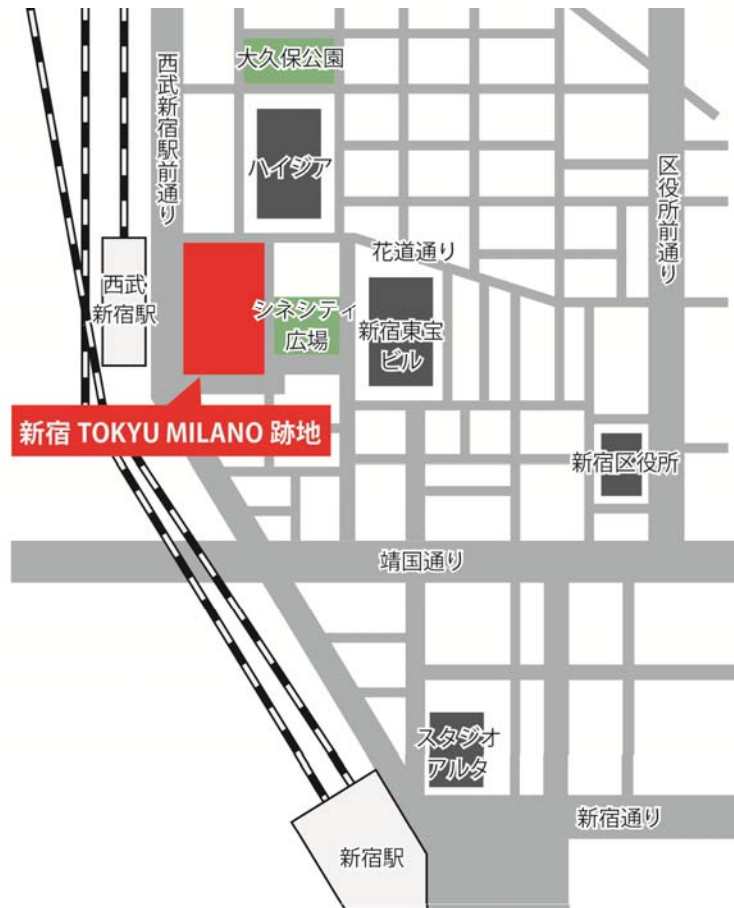 大久保公園
西武新宿駅前通り
ハイジア
区役所前通り
花道通り
西武
新宿駅
シネシティ
広場
新宿東宝
ビル
新宿 TOKYU MILANO 跡地
新宿区役所
靖国通り
スタジオ
アルタ
新宿通り
新宿駅